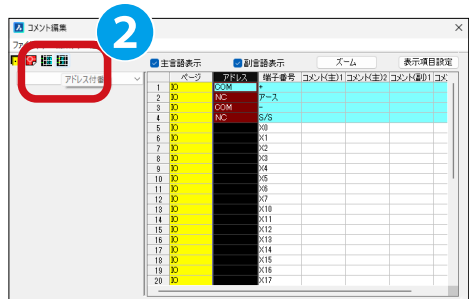 コメント編集
2
ファ
アドレス付番
主言語表示 副言語表示 ズーム 表示項目設定
ページ アドレス 端子番号 コメント(主)1 コメント(主)2 コメント(副)1 コメ
1 IO COM +
2 IO NC アース
3 IO COM -
4 IO NC S/S
5 IO X0
6 IO X1
7 IO X2
8 IO X3
9 IO X4
10 IO X5
11 IO X6
12 IO X7
13 IO X10
14 IO X11
15 IO X12
16 IO X13
17 IO X14
18 IO X15
19 IO X16
20 IO X17